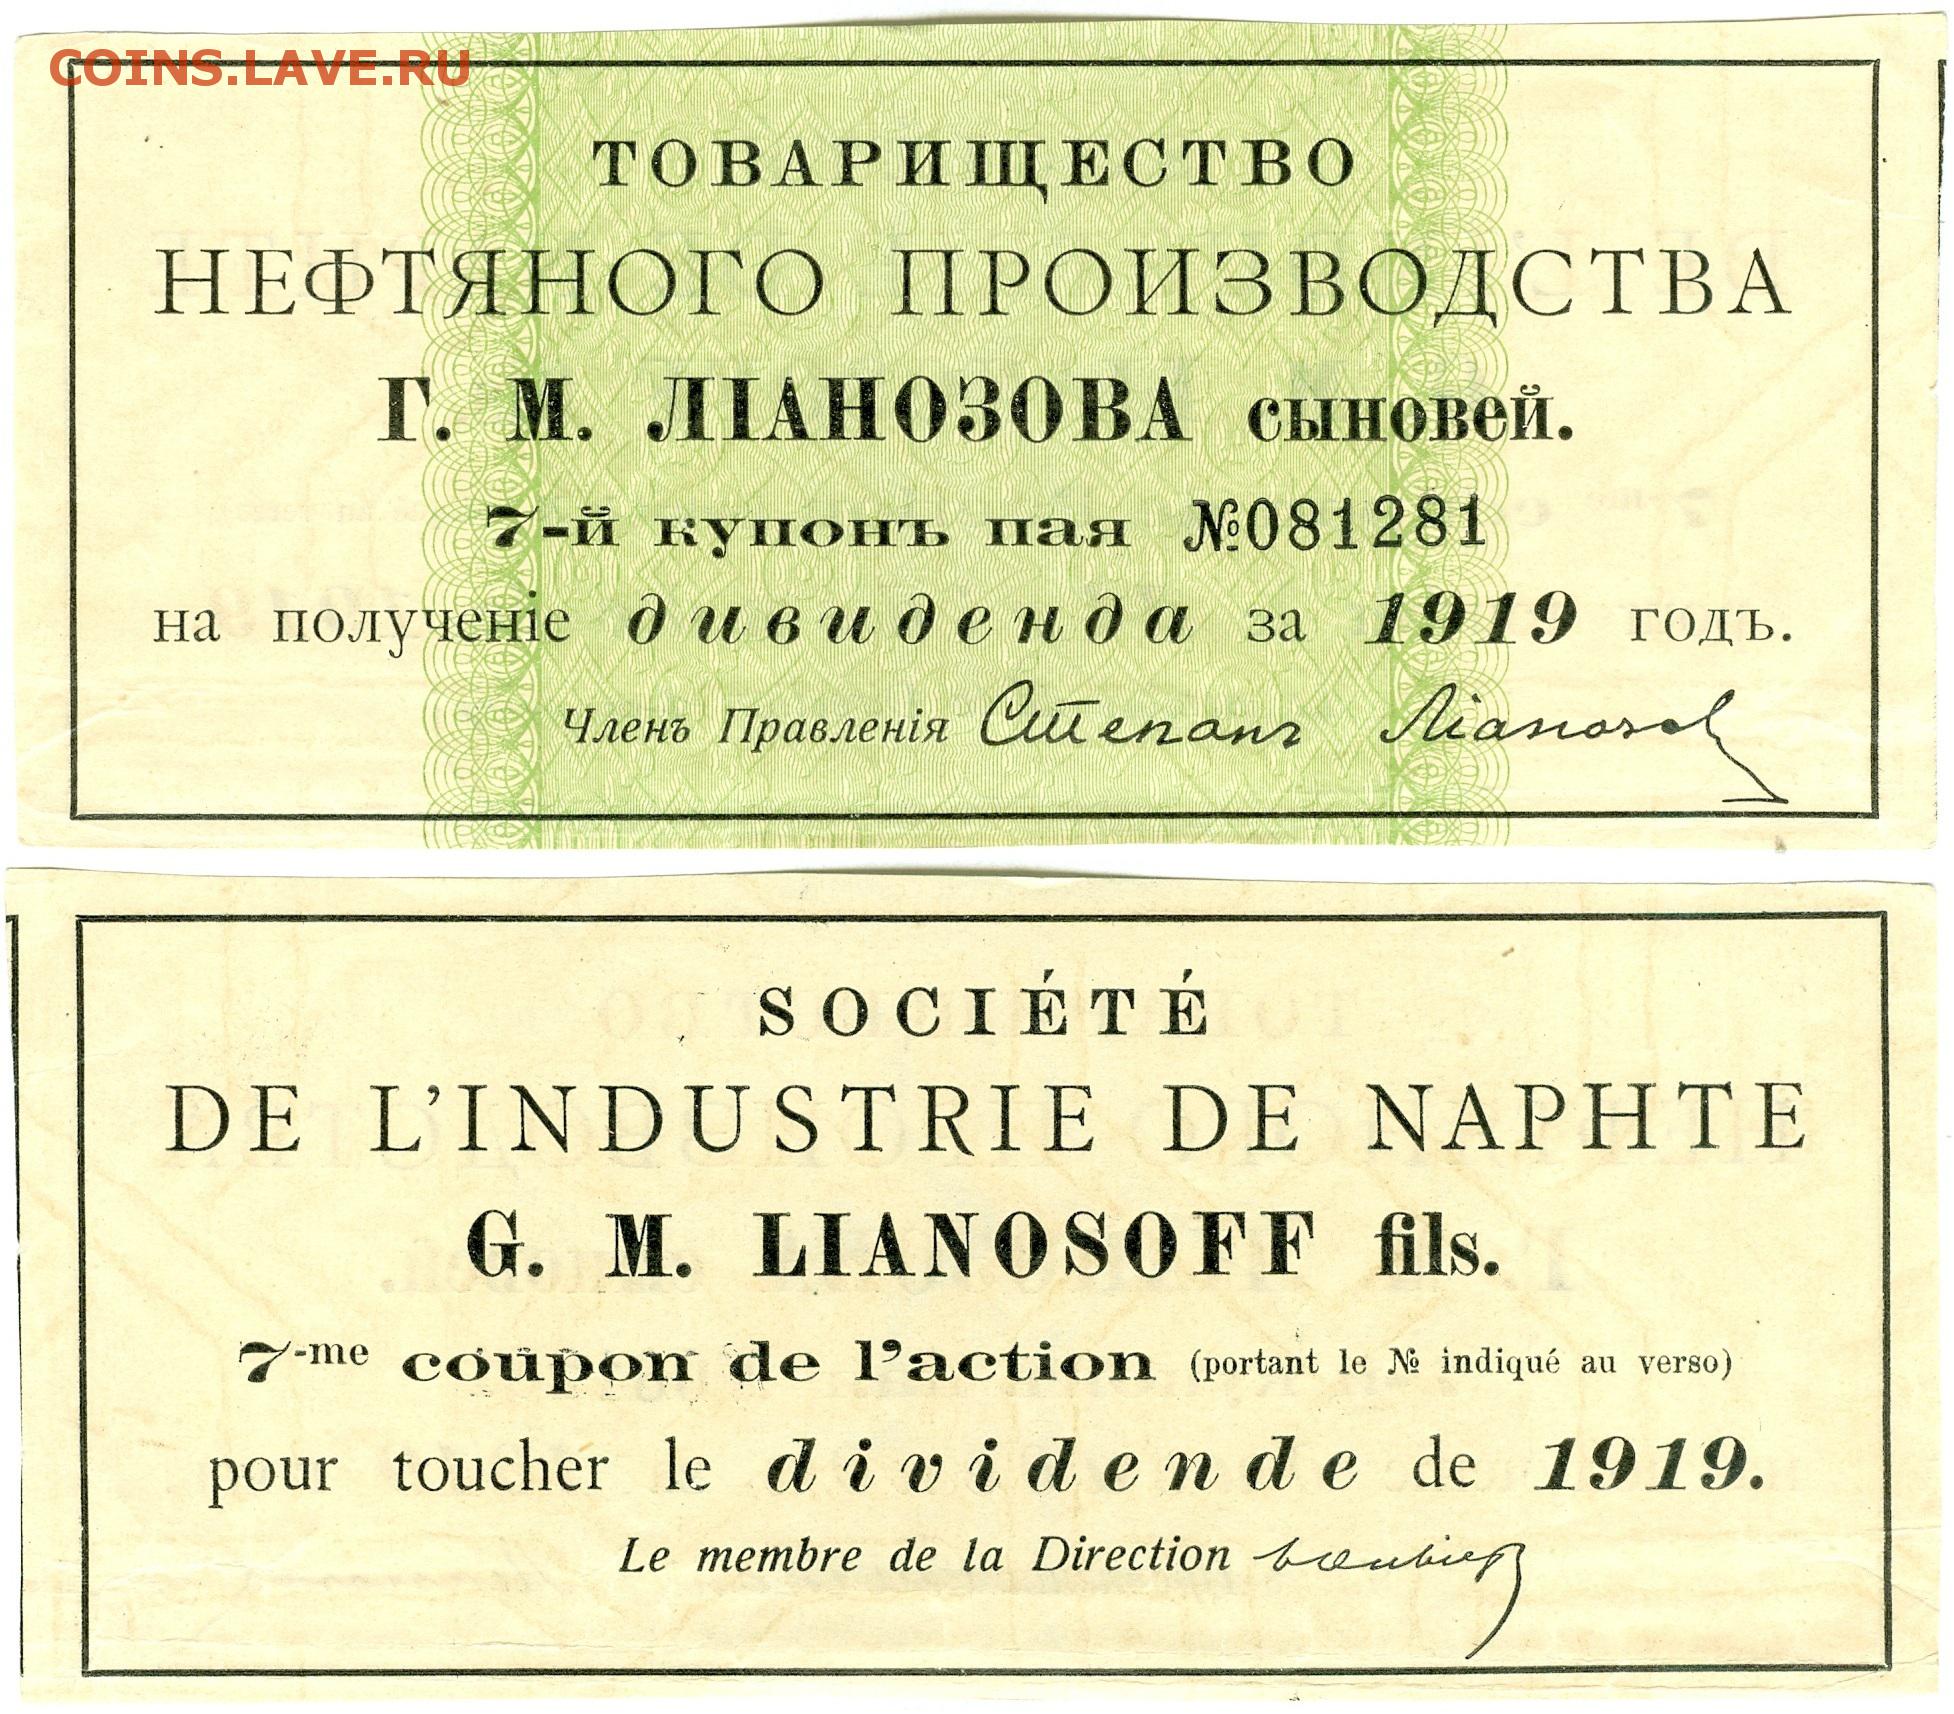 COINS.LAVE.RU
ТОВАРИЩЕСТВО
НЕФТЯНОГО ПРОИЗВОДСТВА
Г. М. ЛІАНОЗОВА сыновей.
7-й купонъ пая №081281
на полученіе дивиденда за 1919 годъ.
Членъ Правленія Степанъ Ліанозов
SOCIÉTÉ
DE L'INDUSTRIE DE NAPHTE
G. M. LIANOSOFF fils.
7-me coupon de l'action (portant le № indiqué au verso)
pour toucher le dividende de 1919.
Le membre de la Direction